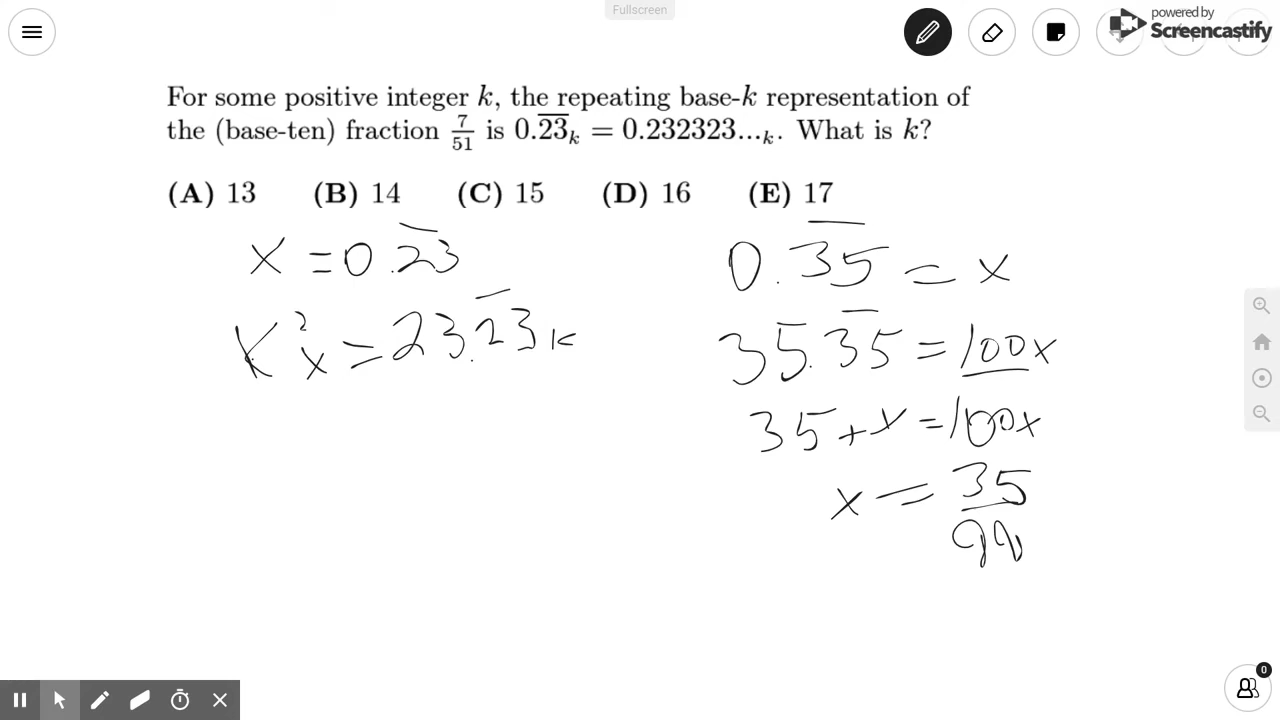 Fullscreen
powered by
Screencastify
For some positive integer k, the repeating base-k representation of
the (base-ten) fraction 7/51 is 0.\overline{23}_k = 0.232323..._k. What is k?
(A) 13 (B) 14 (C) 15 (D) 16 (E) 17
x = 0.\overline{23}
k²x = 23.\overline{23}k
0.\overline{35} = x
35.\overline{35} = 100x
35 + x = 100x
x = 35/99
0